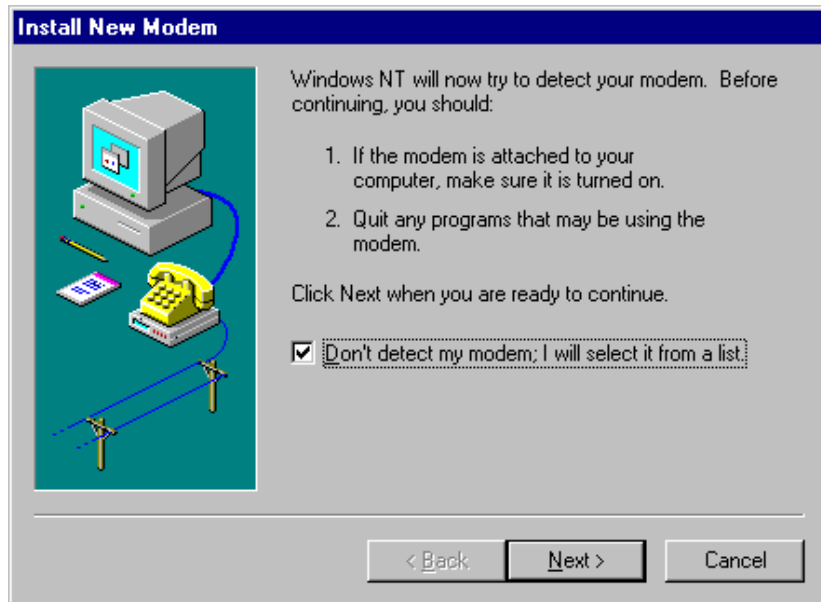 Install New Modem
Windows NT will now try to detect your modem. Before
continuing, you should:
1. If the modem is attached to your
computer, make sure it is turned on.
2. Quit any programs that may be using the
modem.
Click Next when you are ready to continue.
Don't detect my modem; I will select it from a list.
< Back
Next >
Cancel